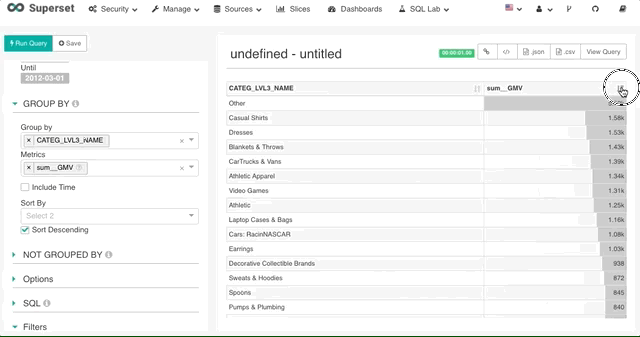 Superset Security Manage Sources Slices Dashboards SQL Lab
Run Query Save
Until
2012-03-01
GROUP BY
Group by
× CATEG_LVL3_NAME ×
Metrics
× sum__GMV ×
Include Time
Sort By
Select 2
Sort Descending
NOT GROUPED BY
Options
SQL
Filters
undefined - untitled
00:00:01.00
.json .csv View Query
CATEG_LVL3_NAME sum__GMV
Other
Casual Shirts 1.58k
Dresses 1.53k
Blankets & Throws 1.43k
CarTrucks & Vans 1.39k
Athletic Apparel 1.34k
Video Games 1.31k
Athletic 1.25k
Laptop Cases & Bags 1.16k
Cars: RacinNASCAR 1.08k
Earrings 1.03k
Decorative Collectible Brands 938
Sweats & Hoodies 872
Spoons 845
Pumps & Plumbing 840